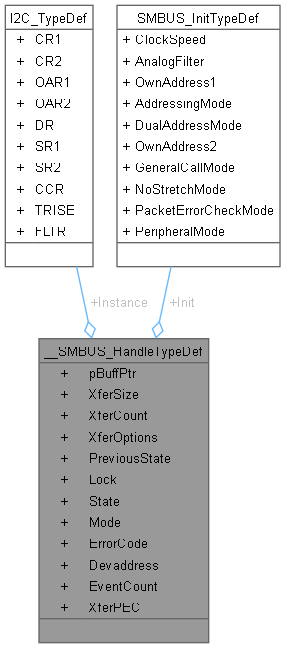 I2C_TypeDef
+ CR1
+ CR2
+ OAR1
+ OAR2
+ DR
+ SR1
+ SR2
+ CCR
+ TRISE
+ FLTR
SMBUS_InitTypeDef
+ ClockSpeed
+ AnalogFilter
+ OwnAddress1
+ AddressingMode
+ DualAddressMode
+ OwnAddress2
+ GeneralCallMode
+ NoStretchMode
+ PacketErrorCheckMode
+ PeripheralMode
+Instance
+Init
__SMBUS_HandleTypeDef
+ pBuffPtr
+ XferSize
+ XferCount
+ XferOptions
+ PreviousState
+ Lock
+ State
+ Mode
+ ErrorCode
+ Devaddress
+ EventCount
+ XferPEC